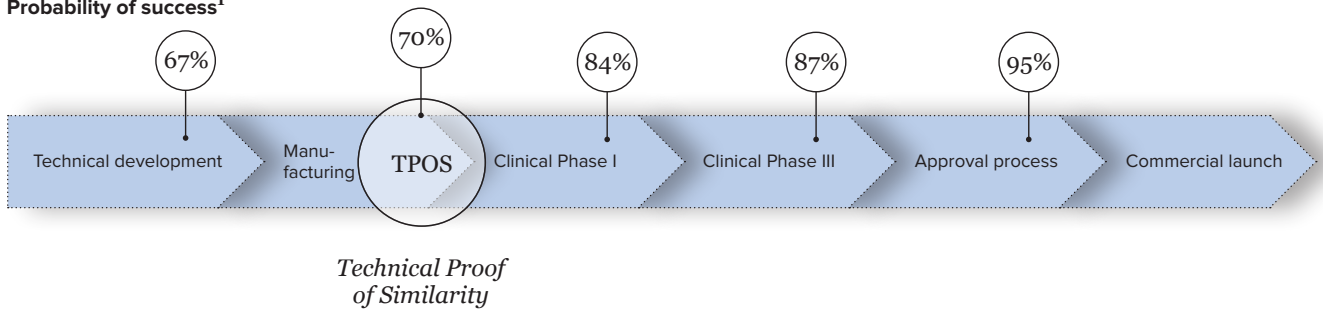 Probability of success¹
67%
70%
84%
87%
95%
Technical development
Manu-
facturing
TPOS
Clinical Phase I
Clinical Phase III
Approval process
Commercial launch
Technical Proof
of Similarity